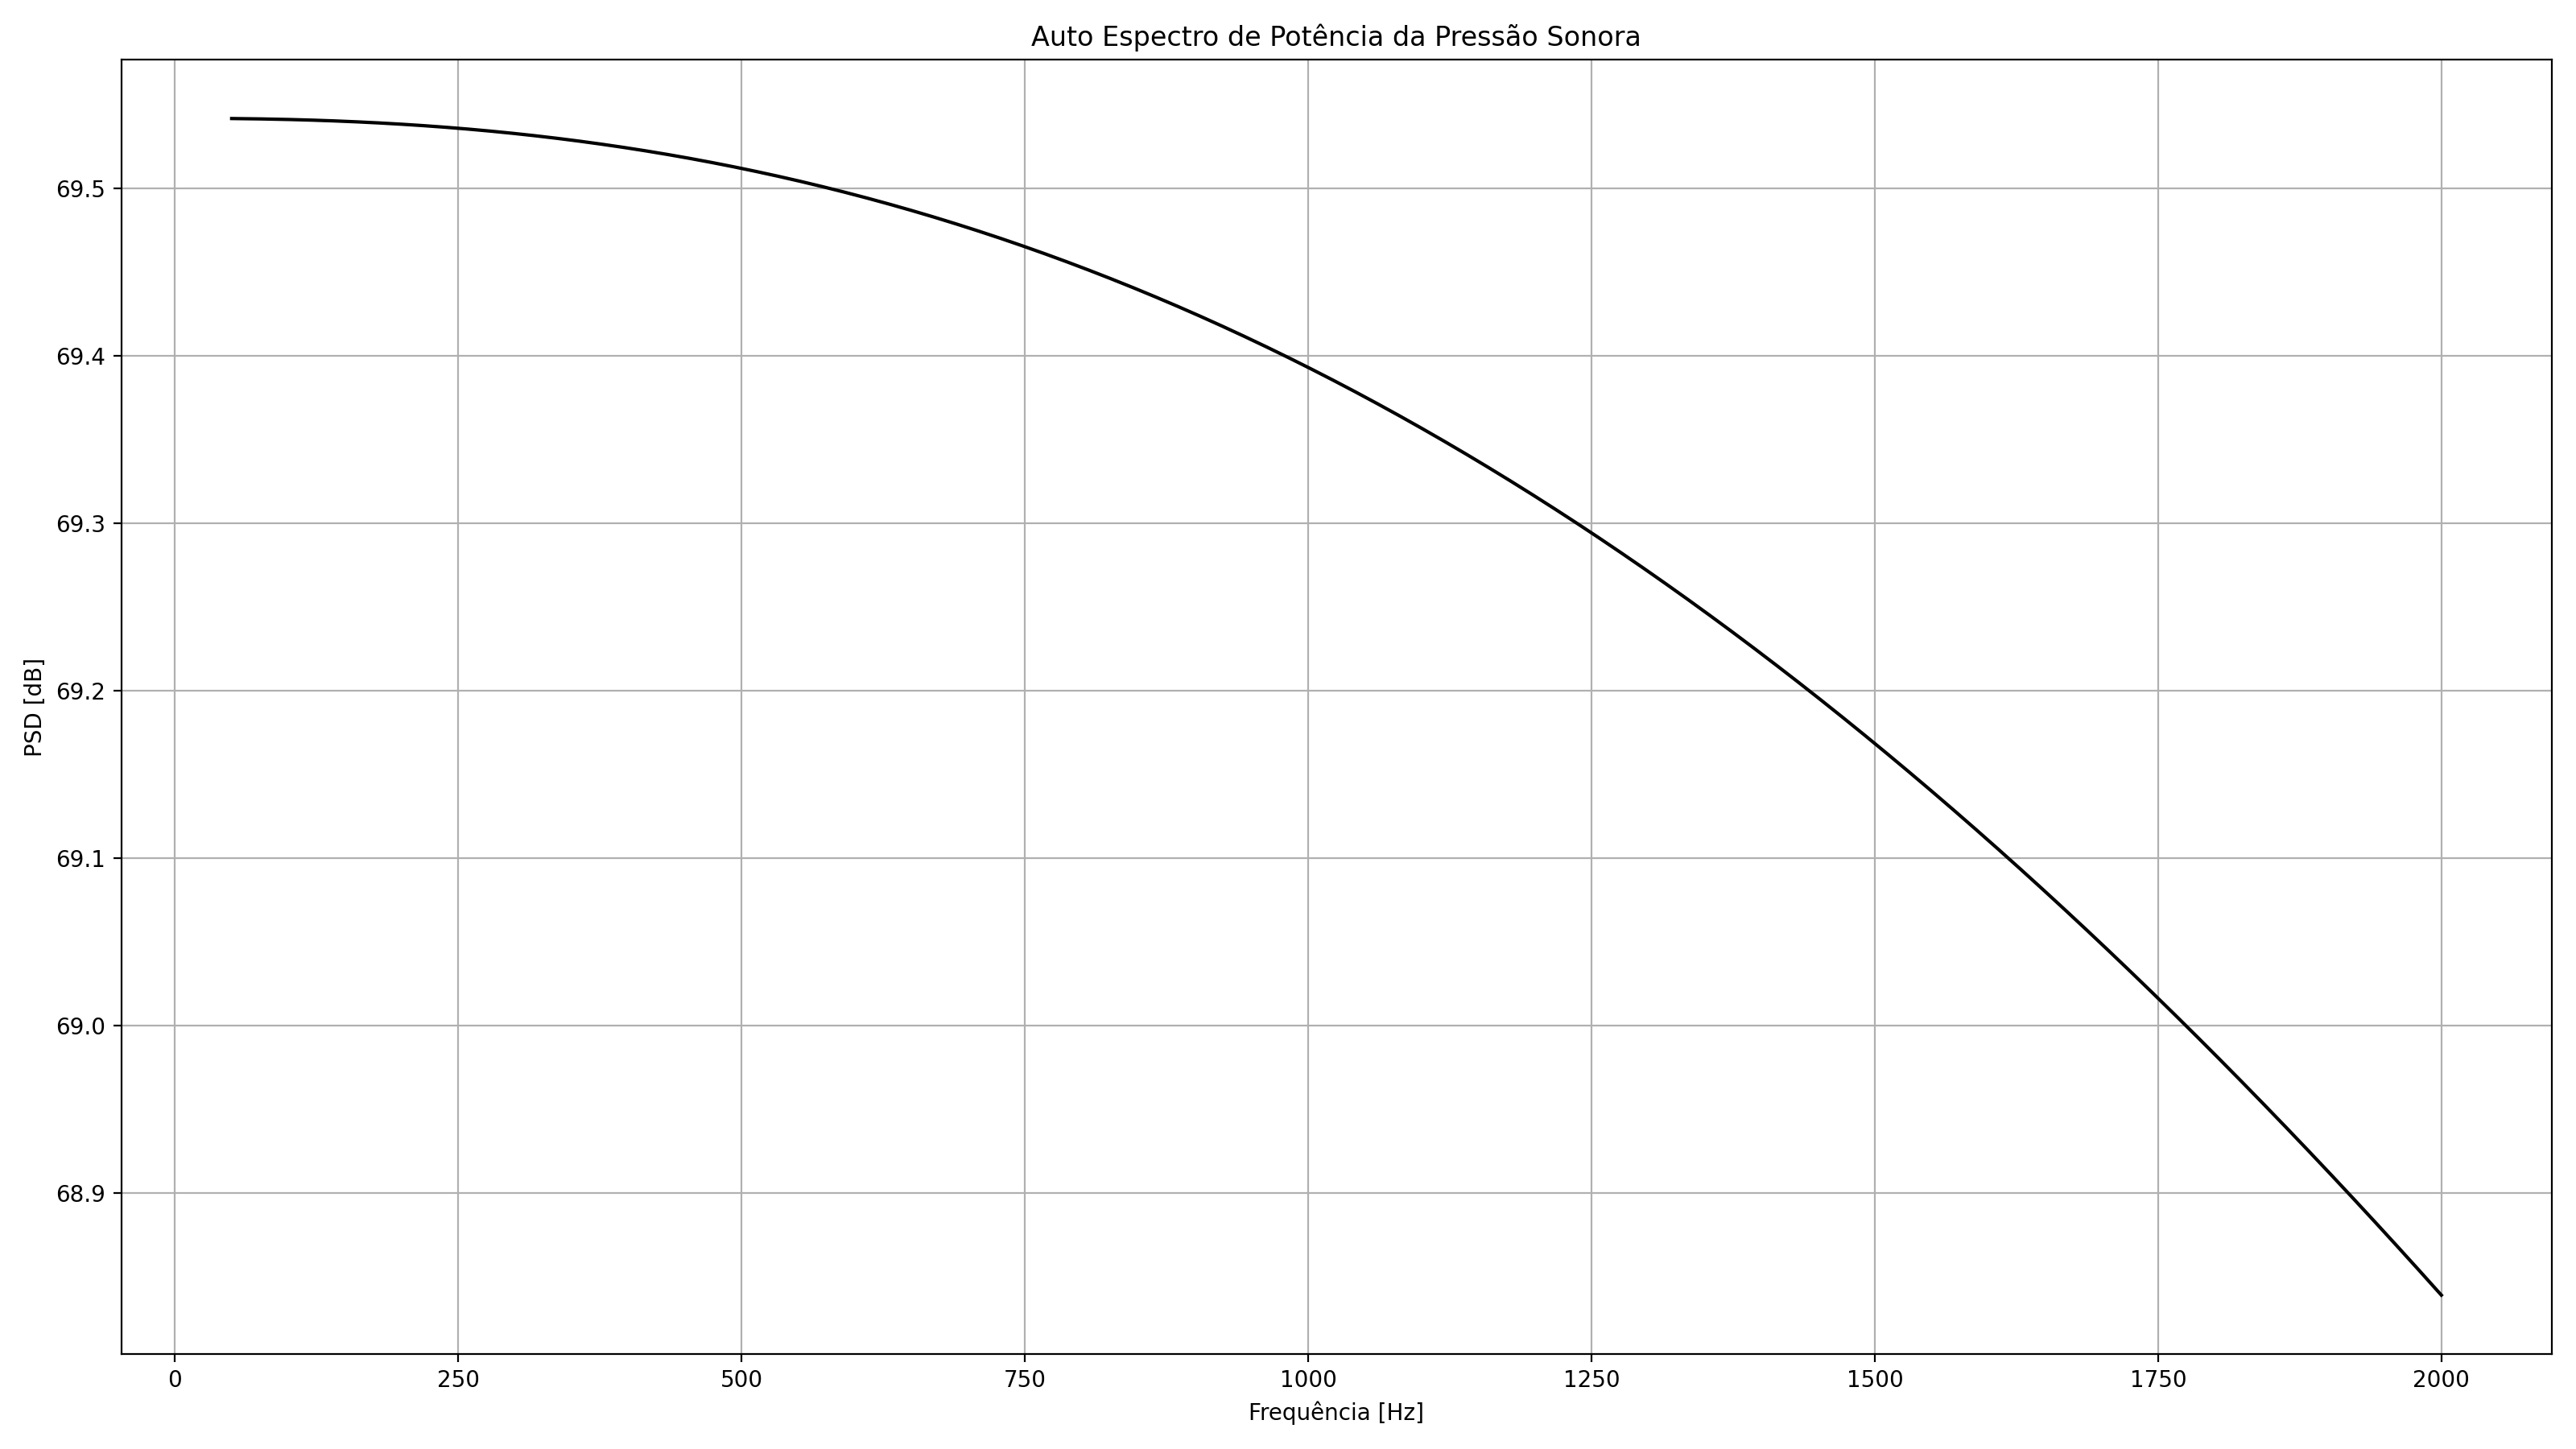 Auto Espectro de Potência da Pressão Sonora
PSD [dB]
69.5
69.4
69.3
69.2
69.1
69.0
68.9
0 250 500 750 1000 1250 1500 1750 2000
Frequência [Hz]